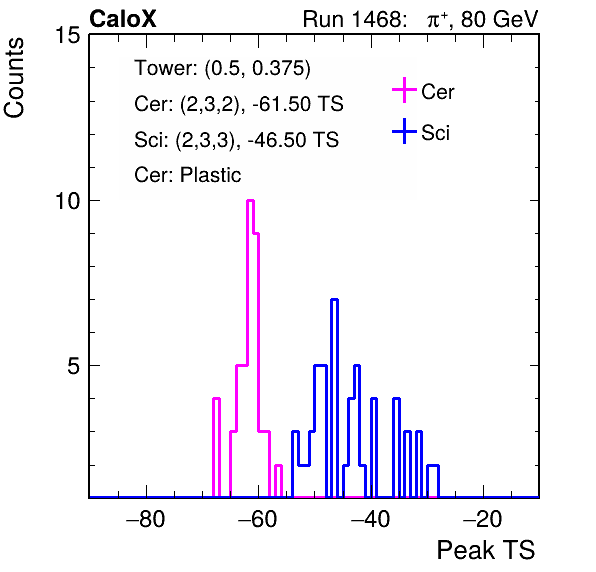 CaloX Run 1468: π⁺, 80 GeV
Counts
15
10
5
Tower: (0.5, 0.375)
Cer: (2,3,2), -61.50 TS
Sci: (2,3,3), -46.50 TS
Cer: Plastic
Cer
Sci
−80 −60 −40 −20
Peak TS